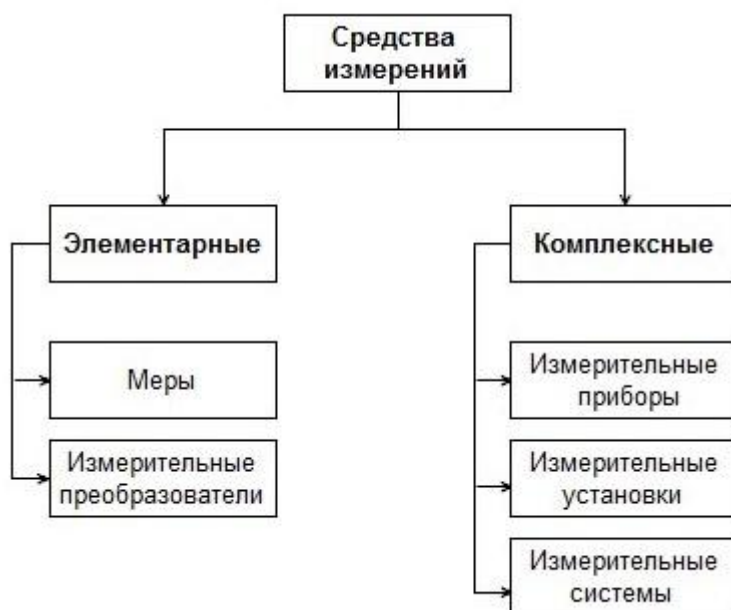 Средства
измерений
Элементарные
Комплексные
Меры
Измерительные
преобразователи
Измерительные
приборы
Измерительные
установки
Измерительные
системы